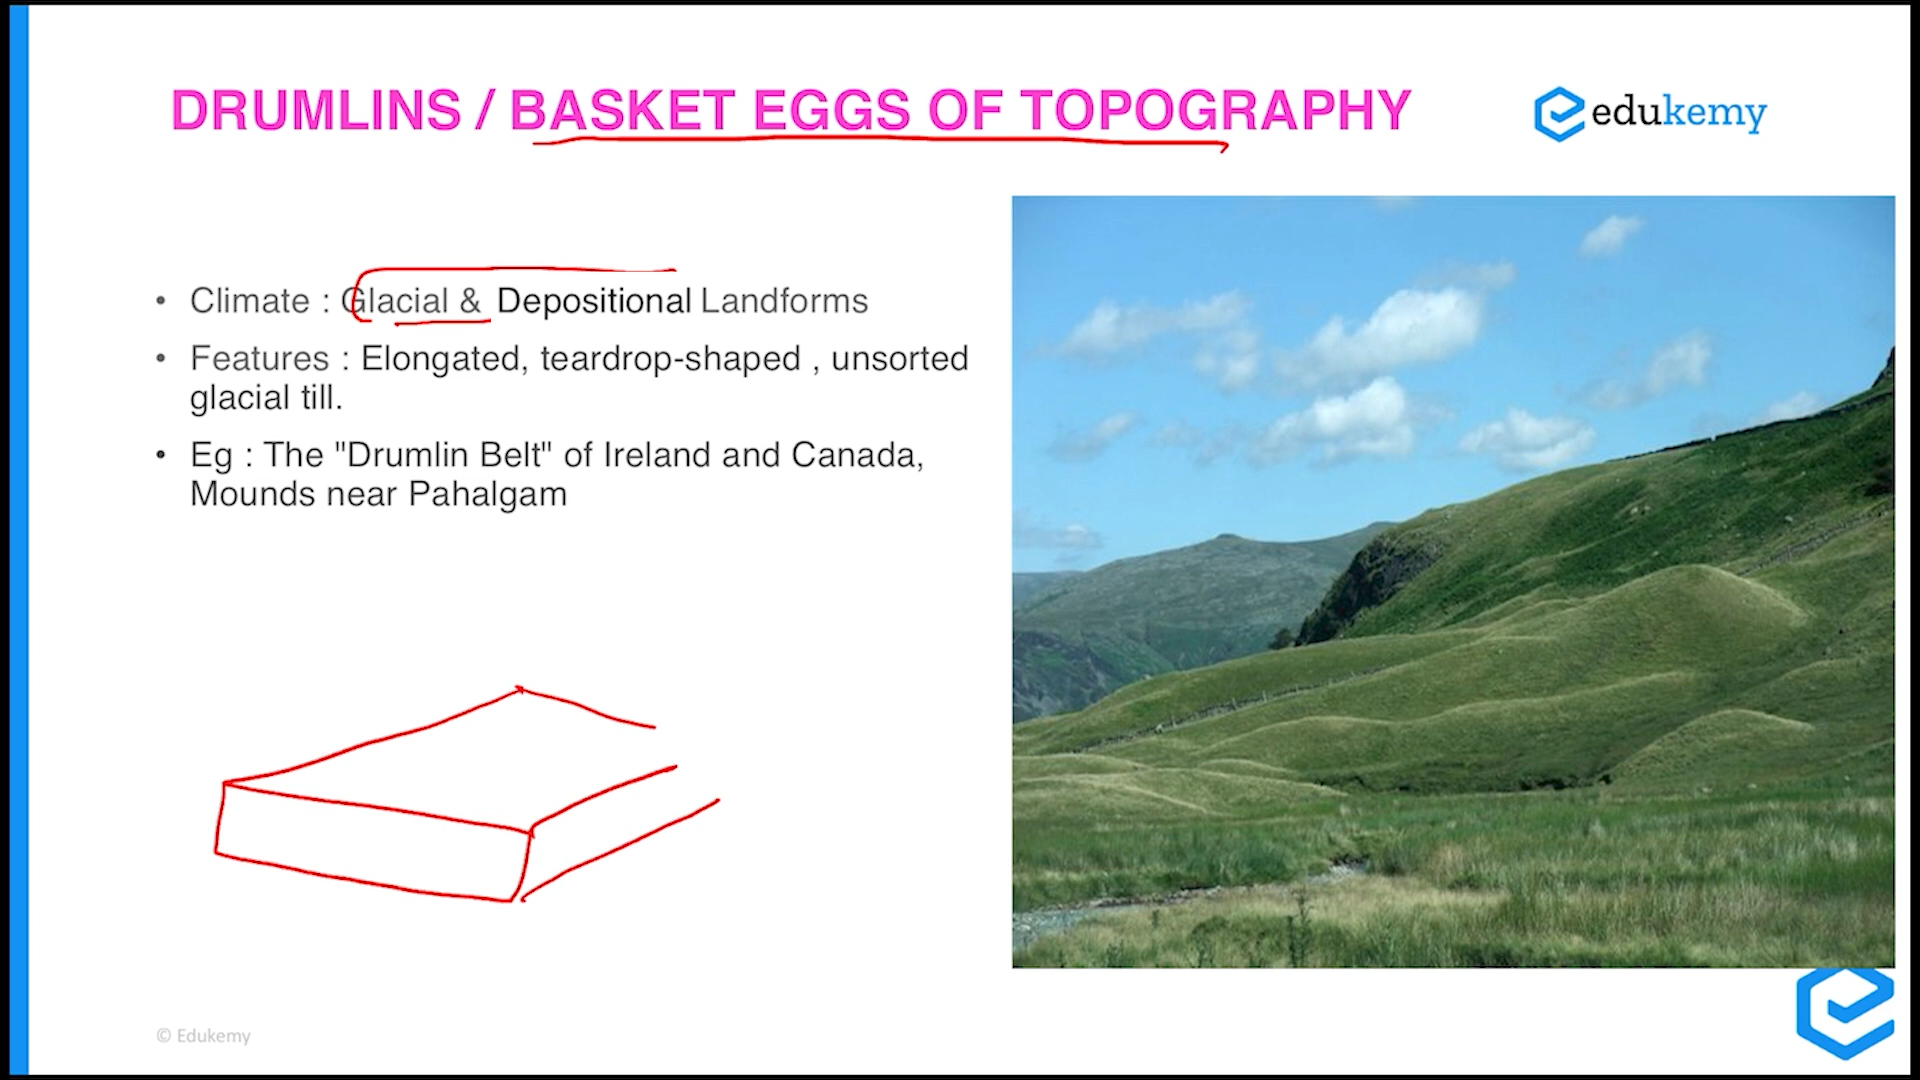 DRUMLINS / BASKET EGGS OF TOPOGRAPHY
edukemy
• Climate : Glacial & Depositional Landforms
• Features : Elongated, teardrop-shaped , unsorted
glacial till.
• Eg : The "Drumlin Belt" of Ireland and Canada,
Mounds near Pahalgam
© Edukemy